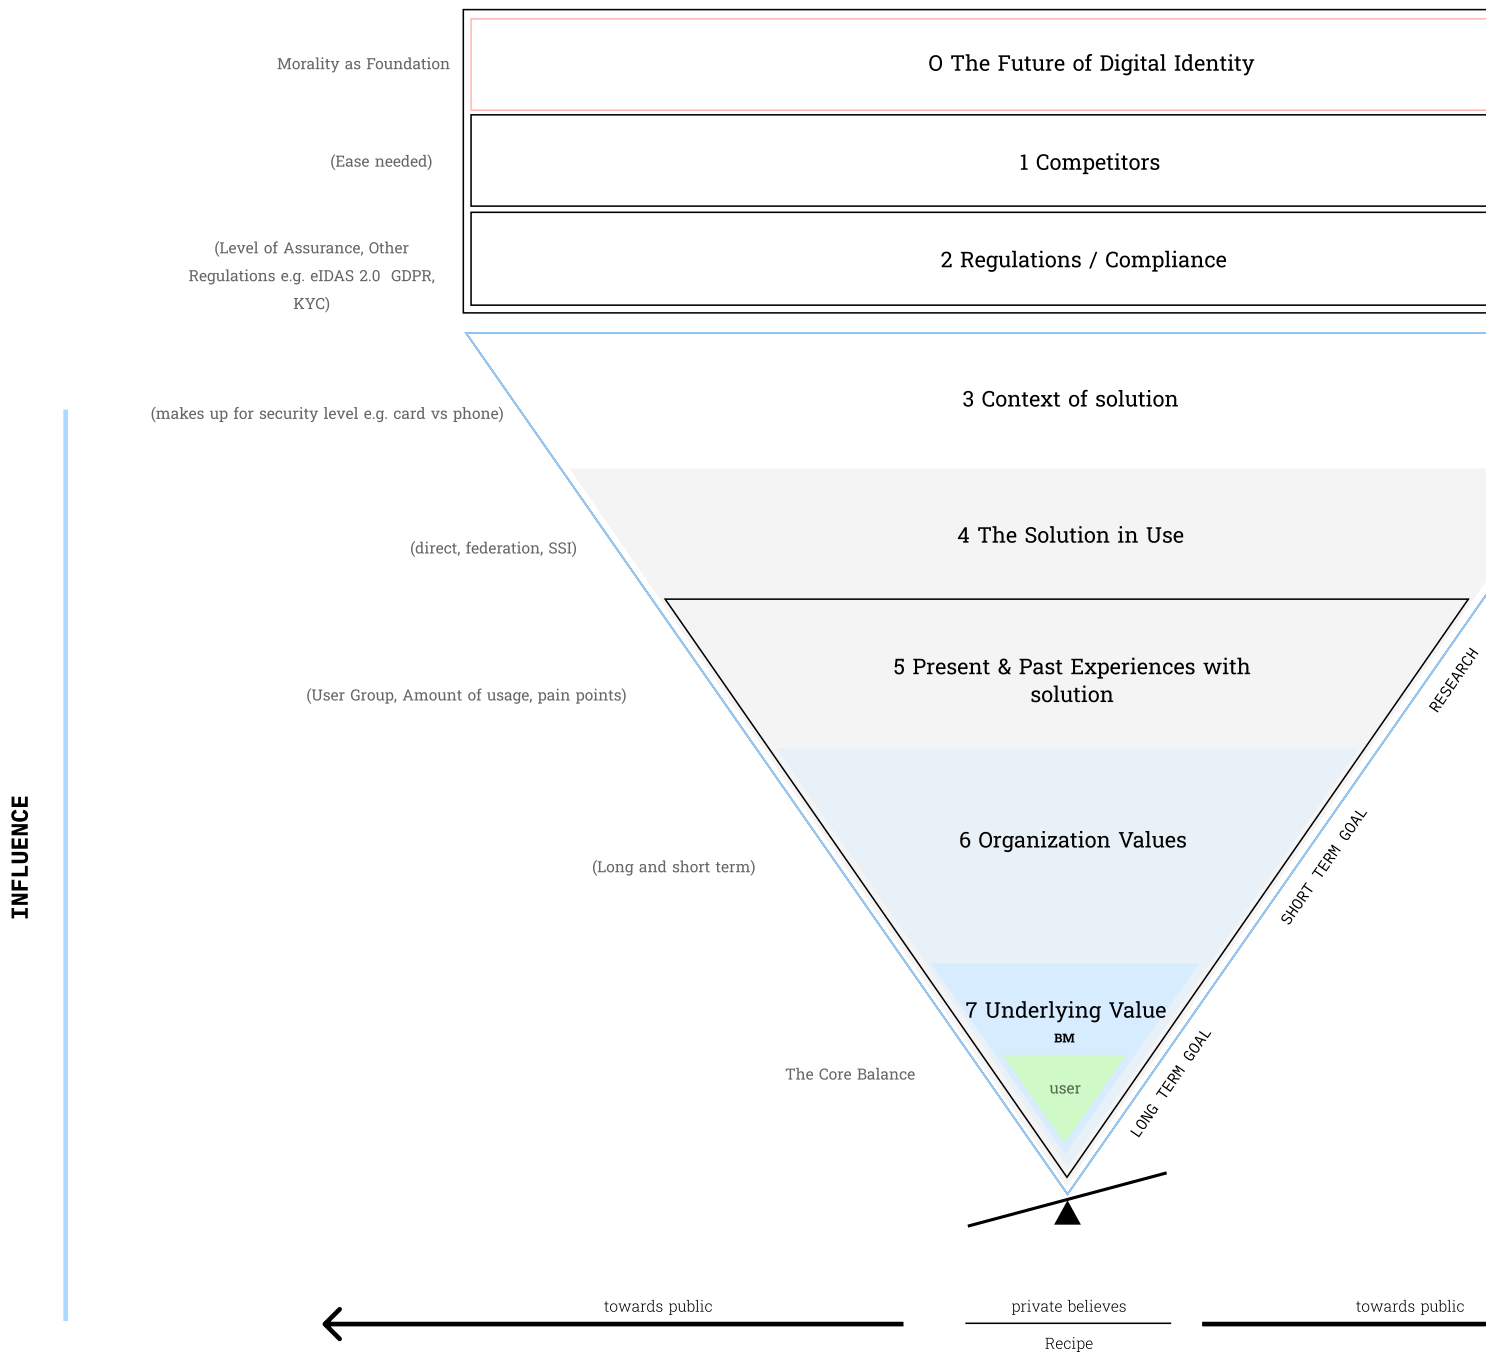 Morality as Foundation
0 The Future of Digital Identity
(Ease needed)
1 Competitors
(Level of Assurance, Other
Regulations e.g. eIDAS 2.0 GDPR,
KYC)
2 Regulations / Compliance
(makes up for security level e.g. card vs phone)
3 Context of solution
(direct, federation, SSI)
4 The Solution in Use
(User Group, Amount of usage, pain points)
5 Present & Past Experiences with
solution
RESEARCH
INFLUENCE
(Long and short term)
6 Organization Values
SHORT TERM GOAL
7 Underlying Value
BM
The Core Balance
user
LONG TERM GOAL
towards public
private believes
Recipe
towards public